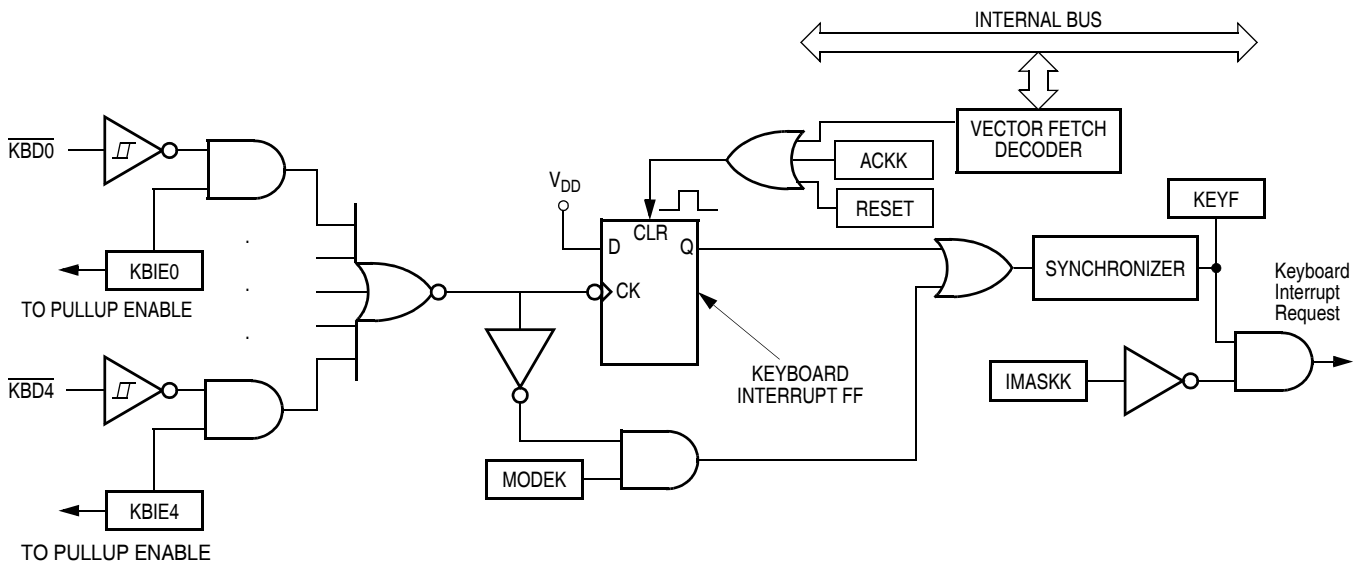 INTERNAL BUS
VECTOR FETCH
DECODER
ACKK
RESET
KBD0
KBIE0
TO PULLUP ENABLE
KBD4
KBIE4
TO PULLUP ENABLE
VDD
D
CLR
Q
CK
KEYBOARD
INTERRUPT FF
MODEK
SYNCHRONIZER
KEYF
IMASKK
Keyboard
Interrupt
Request